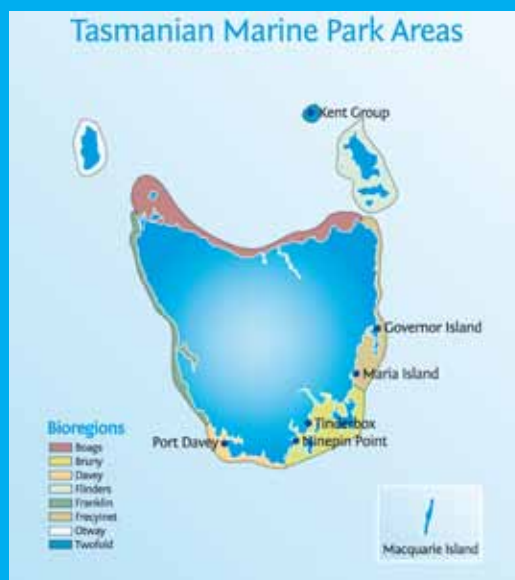 Tasmanian Marine Park Areas
Kent Group
Governor Island
Maria Island
Tinderbox
Port Davey
Ninepin Point
Bioregions
Boags
Bruny
Davey
Flinders
Franklin
Frecyinet
Otway
Twofold
Macquarie Island